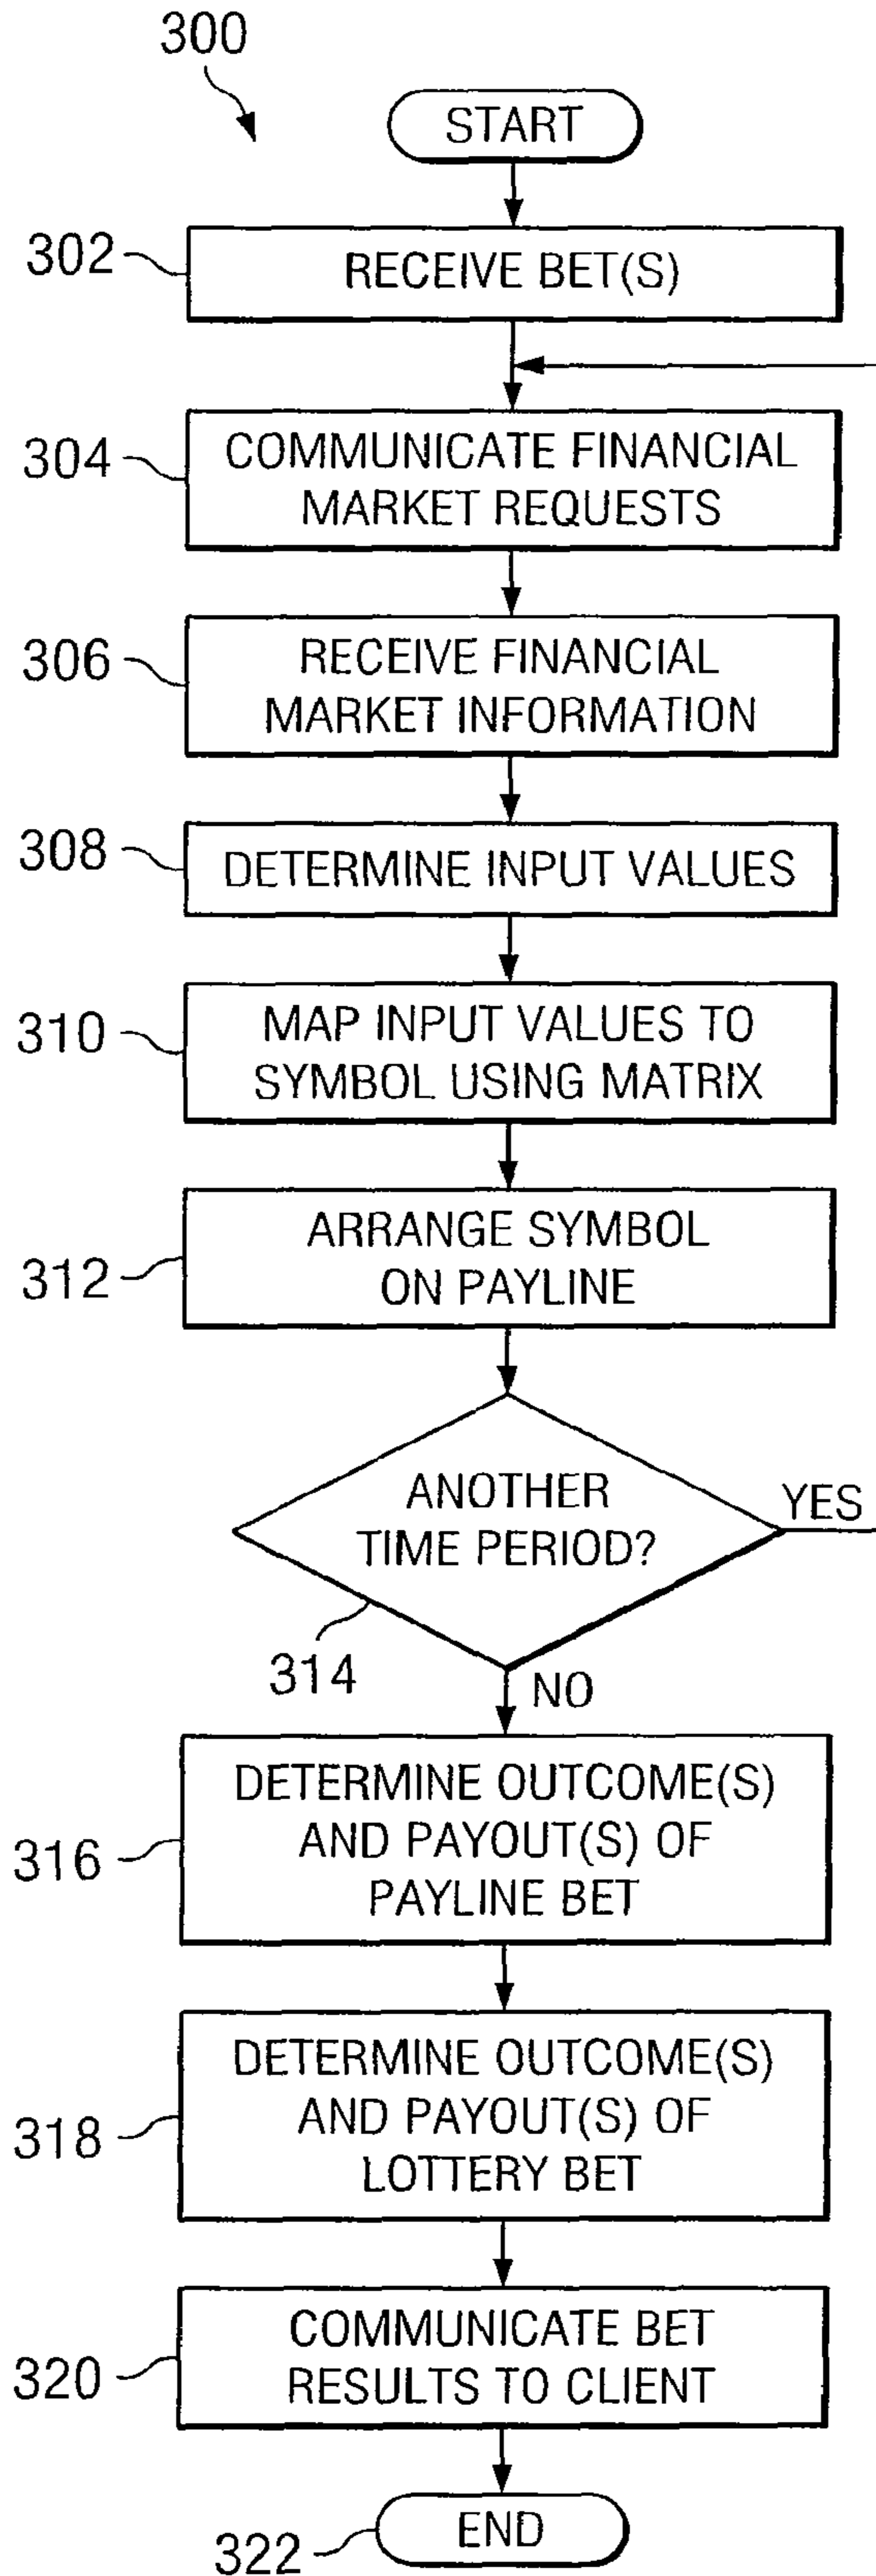 300
START
302
RECEIVE BET(S)
304
COMMUNICATE FINANCIAL
MARKET REQUESTS
306
RECEIVE FINANCIAL
MARKET INFORMATION
308
DETERMINE INPUT VALUES
310
MAP INPUT VALUES TO
SYMBOL USING MATRIX
312
ARRANGE SYMBOL
ON PAYLINE
ANOTHER
TIME PERIOD?
YES
314
NO
316
DETERMINE OUTCOME(S)
AND PAYOUT(S) OF
PAYLINE BET
318
DETERMINE OUTCOME(S)
AND PAYOUT(S) OF
LOTTERY BET
320
COMMUNICATE BET
RESULTS TO CLIENT
322
END